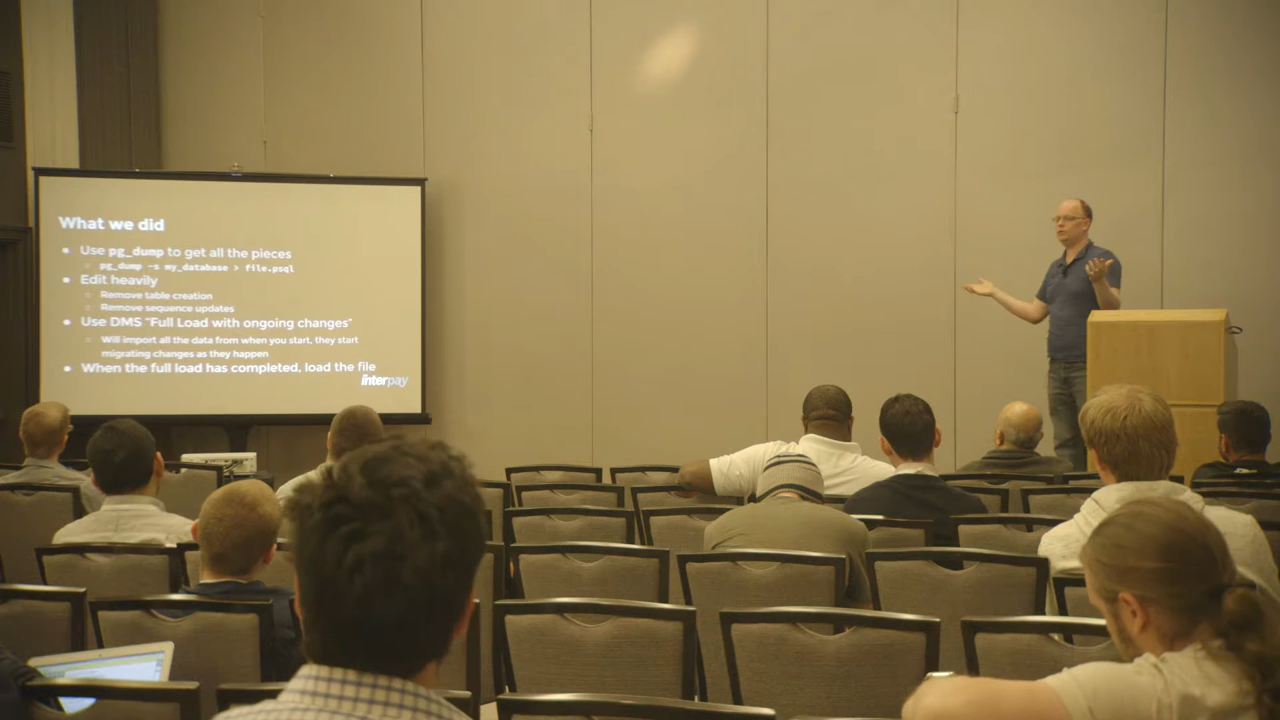 What we did
• Use pg_dump to get all the pieces
○ pg_dump -s my_database > file.psql
• Edit heavily
○ Remove table creation
○ Remove sequence updates
• Use DMS "Full Load with ongoing changes"
○ Will import all the data from when you start, they start
migrating changes as they happen
• When the full load has completed, load the file
interpay